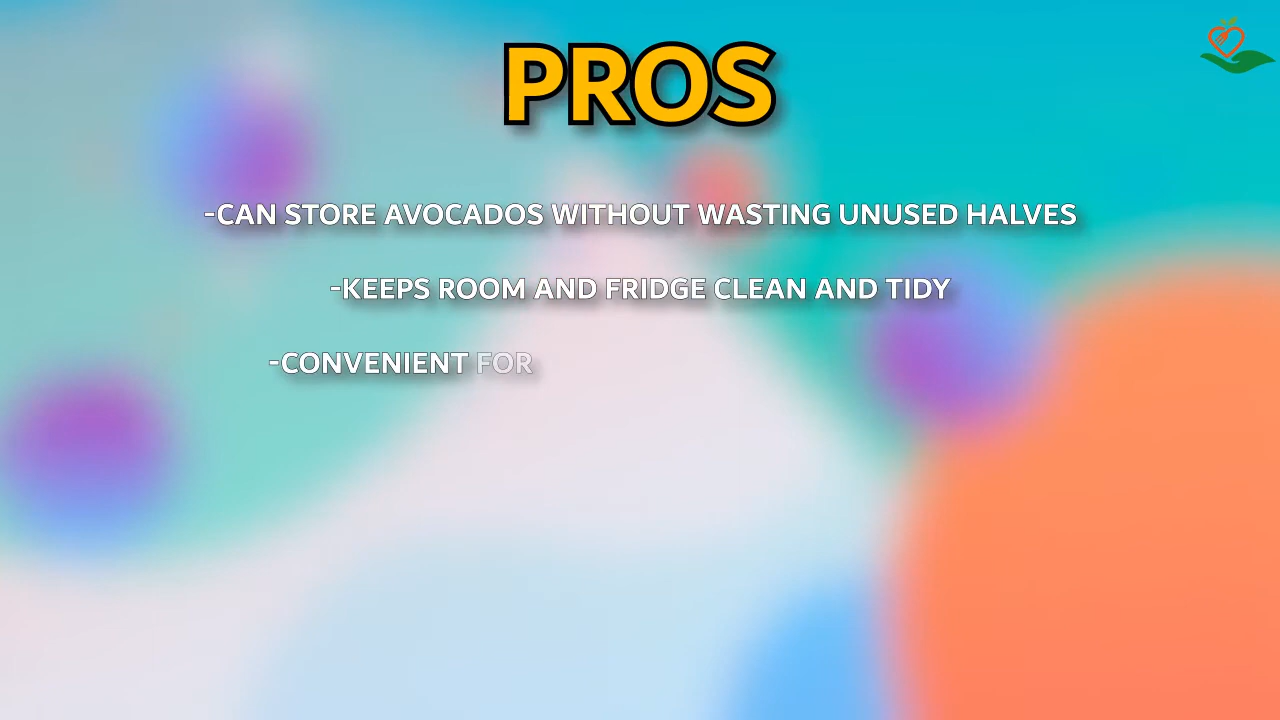 PROS
-CAN STORE AVOCADOS WITHOUT WASTING UNUSED HALVES
-KEEPS ROOM AND FRIDGE CLEAN AND TIDY
-CONVENIENT FOR